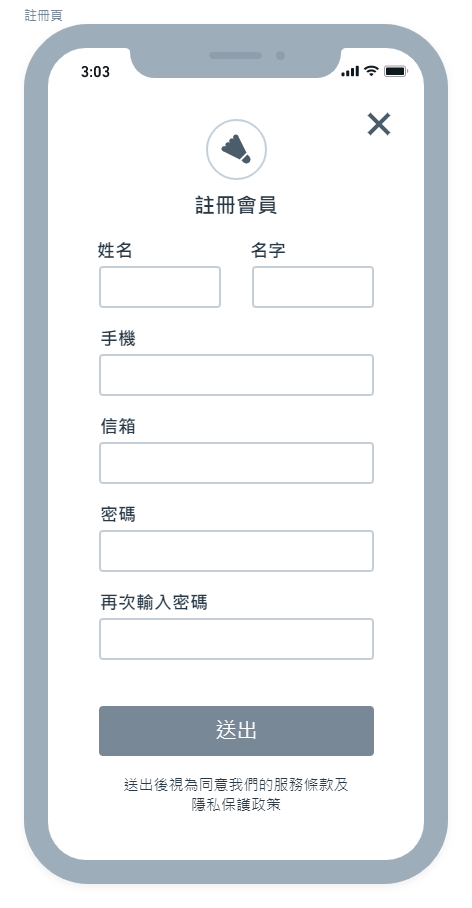 註冊頁
3:03
註冊會員
姓名 名字
手機
信箱
密碼
再次輸入密碼
送出
送出後視為同意我們的服務條款及
隱私保護政策